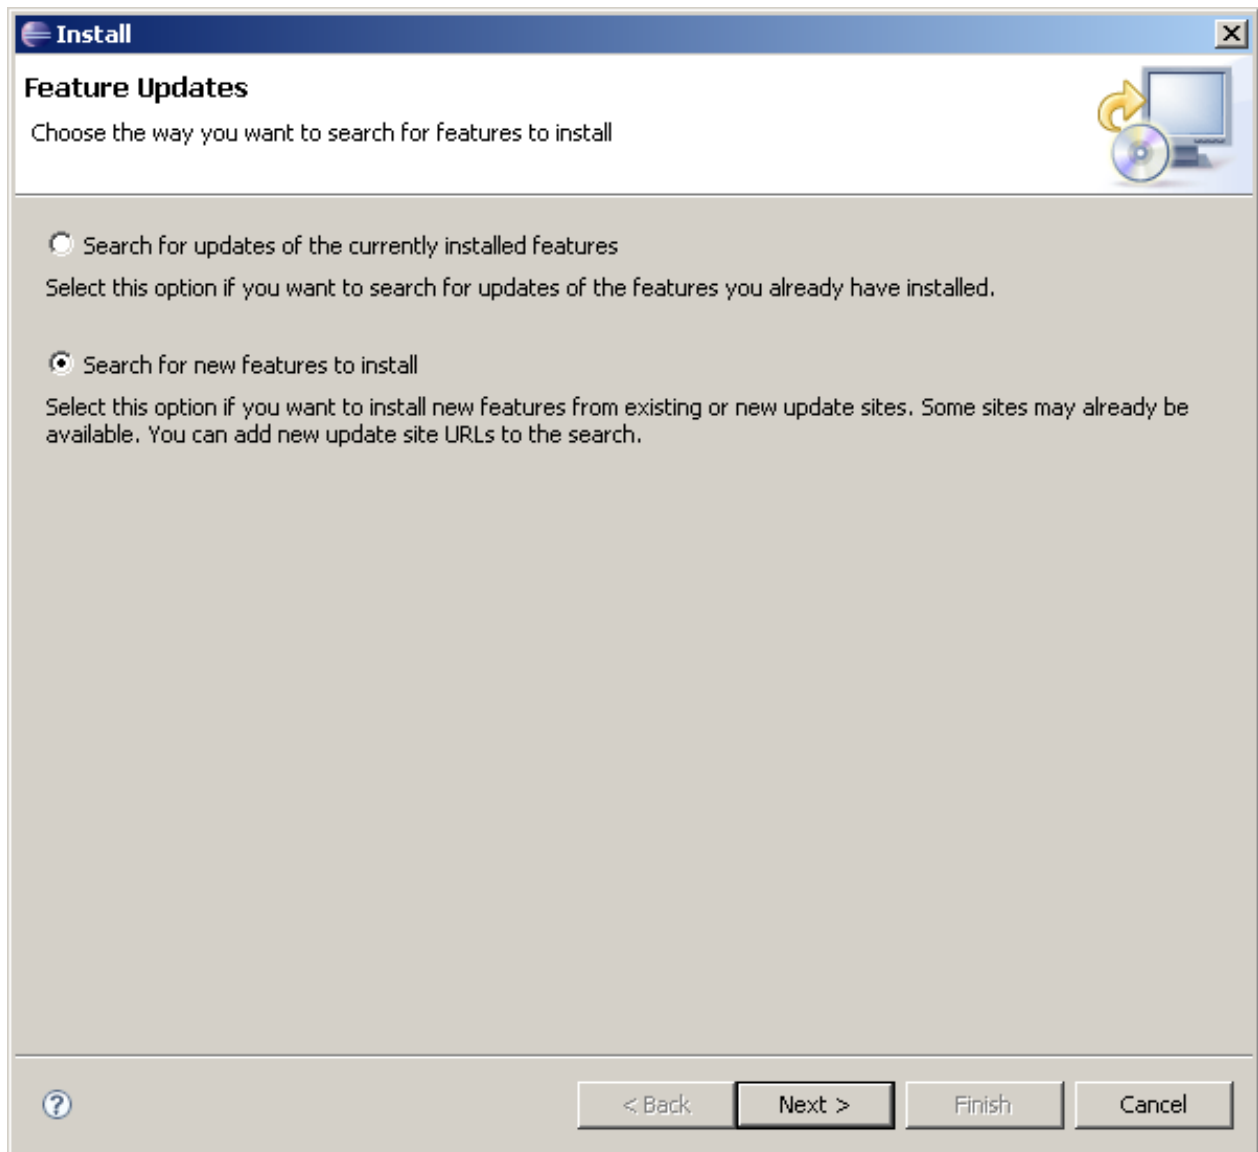 Install
Feature Updates
Choose the way you want to search for features to install
Search for updates of the currently installed features
Select this option if you want to search for updates of the features you already have installed.
Search for new features to install
Select this option if you want to install new features from existing or new update sites. Some sites may already be
available. You can add new update site URLs to the search.
? < Back Next > Finish Cancel